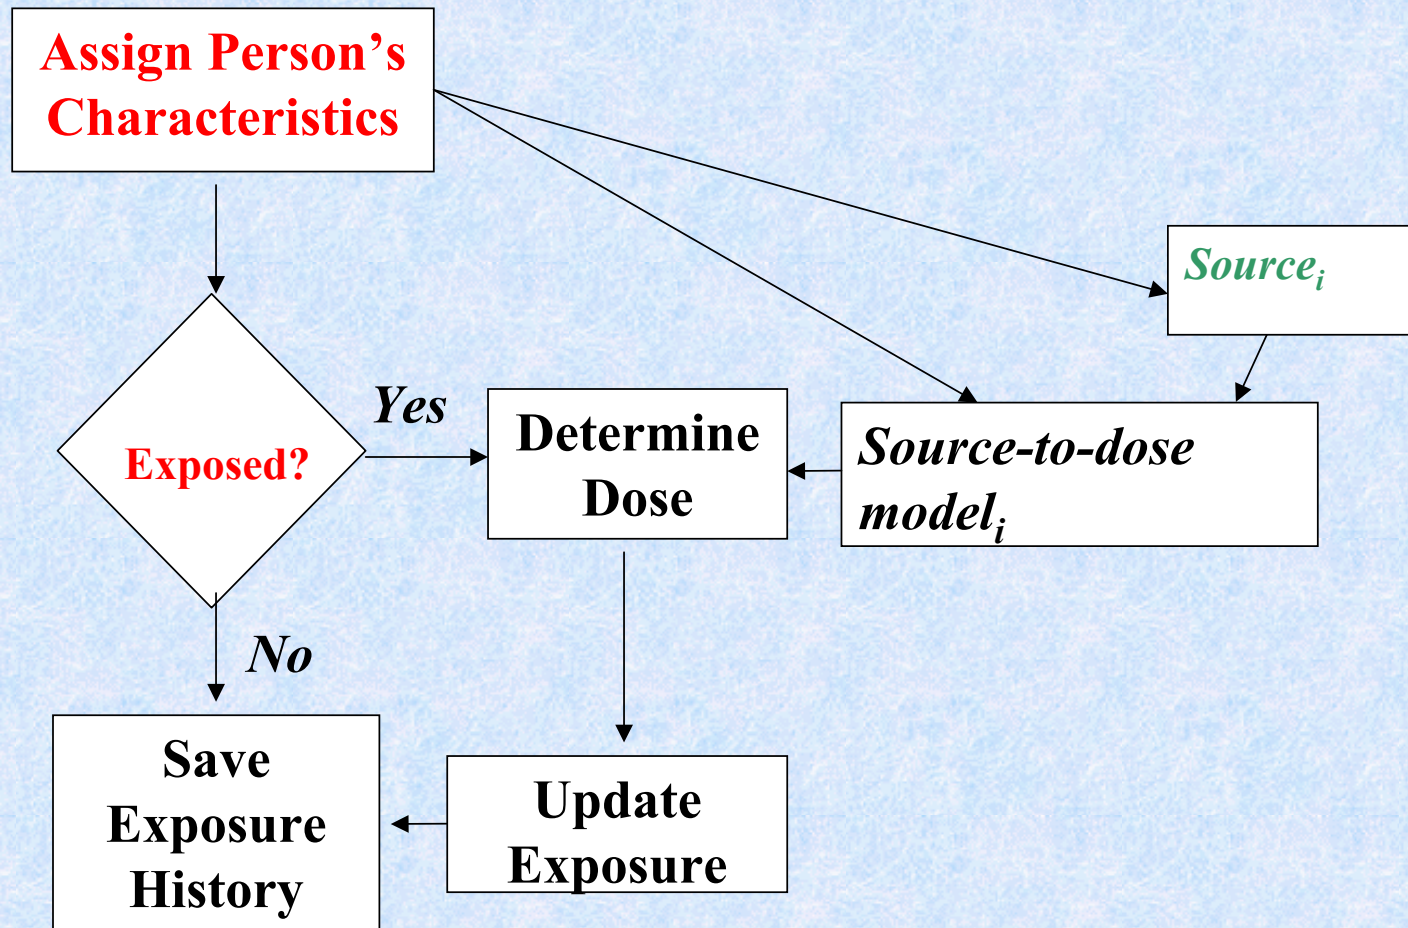 Assign Person’s
Characteristics
Source_i
Yes
Determine
Dose
Source-to-dose
model_i
Exposed?
No
Save
Exposure
History
Update
Exposure